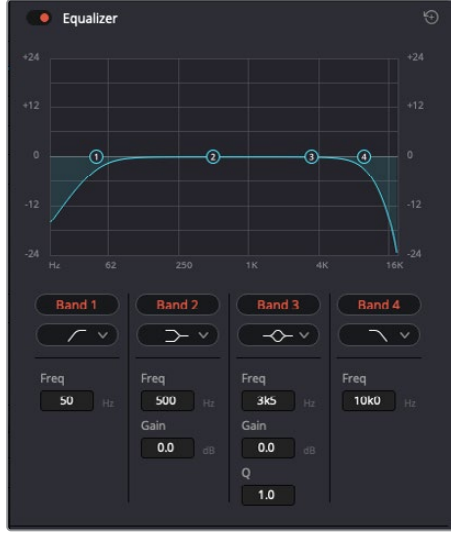 Equalizer
+24 +24
+12 +12
0 1 2 3 4 0
-12 -12
-24 -24
Hz 62 250 1K 4K 16K
Band 1 Band 2 Band 3 Band 4
Freq Freq Freq Freq
50 Hz 500 Hz 3k5 Hz 10k0 Hz
Gain Gain
0.0 dB 0.0 dB
Q
1.0